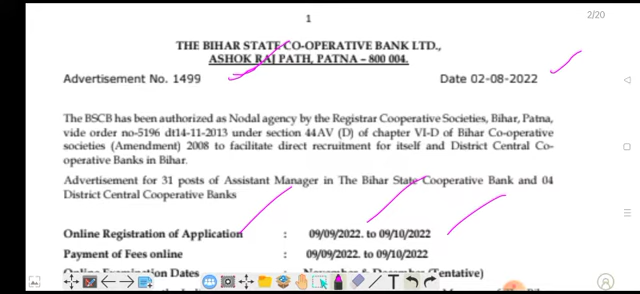 2/20
1
THE BIHAR STATE CO-OPERATIVE BANK LTD.,
ASHOK RAJ PATH, PATNA – 800 004.
Advertisement No. 1499 Date 02-08-2022
The BSCB has been authorized as Nodal agency by the Registrar Cooperative Societies, Bihar, Patna,
vide order no-5196 dt14-11-2013 under section 44AV (D) of chapter VI-D of Bihar Co-operative
societies (Amendment) 2008 to facilitate direct recruitment for itself and District Central Co-
operative Banks in Bihar.
Advertisement for 31 posts of Assistant Manager in The Bihar State Cooperative Bank and 04
District Central Cooperative Banks
Online Registration of Application : 09/09/2022. to 09/10/2022
Payment of Fees online : 09/09/2022 to 09/10/2022
Dates : November & (Tentative)